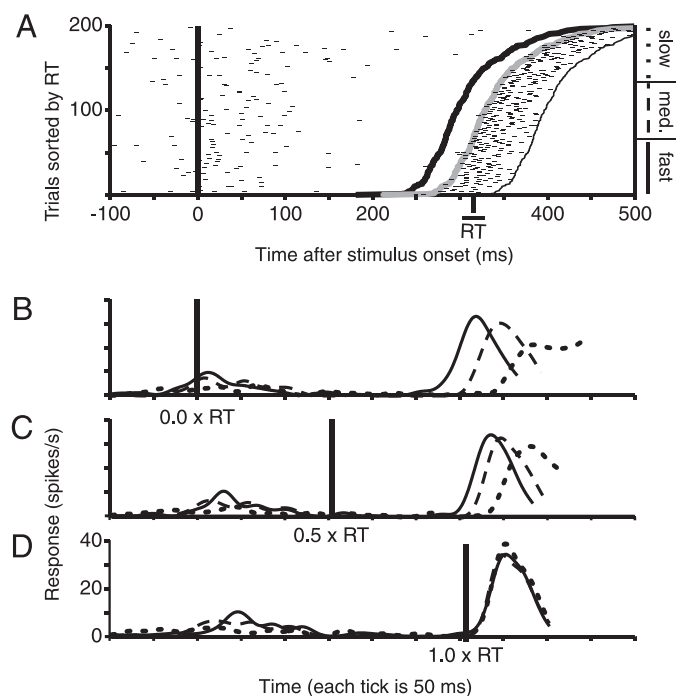 A
Trials sorted by RT
200
100
0
-100 0 100 200 300 400 500
RT
Time after stimulus onset (ms)
slow
med.
fast
B
0.0 x RT
C
0.5 x RT
Response (spikes/s)
D
40
20
0
1.0 x RT
Time (each tick is 50 ms)